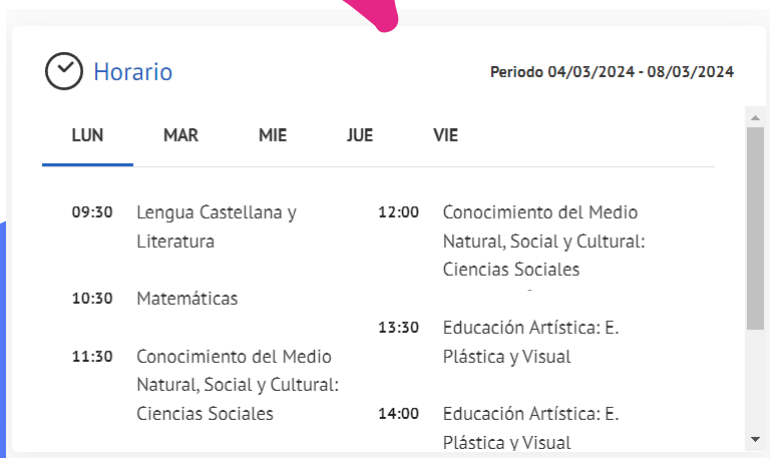 Horario
Periodo 04/03/2024 - 08/03/2024
LUN MAR MIE JUE VIE
09:30 Lengua Castellana y
Literatura
10:30 Matemáticas
11:30 Conocimiento del Medio
Natural, Social y Cultural:
Ciencias Sociales
12:00 Conocimiento del Medio
Natural, Social y Cultural:
Ciencias Sociales
13:30 Educación Artística: E.
Plástica y Visual
14:00 Educación Artística: E.
Plástica y Visual